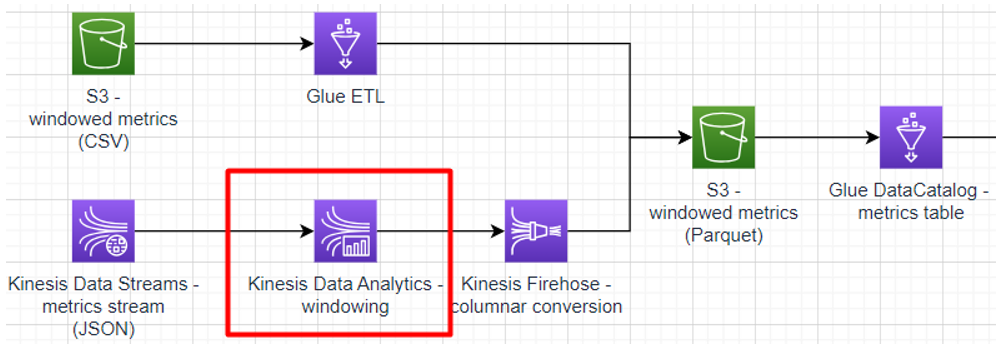 S3 -
windowed metrics
(CSV)
Glue ETL
S3 -
windowed metrics
(Parquet)
Glue DataCatalog -
metrics table
Kinesis Data Streams -
metrics stream
(JSON)
Kinesis Data Analytics -
windowing
Kinesis Firehose -
columnar conversion